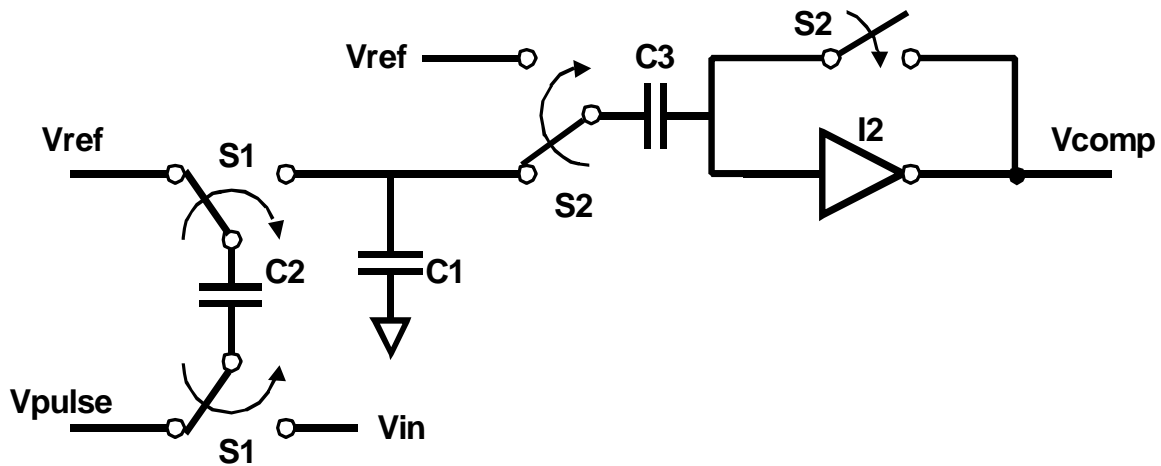 S2
Vref
C3
Vref
S1
I2
Vcomp
S2
C2
C1
Vpulse
Vin
S1